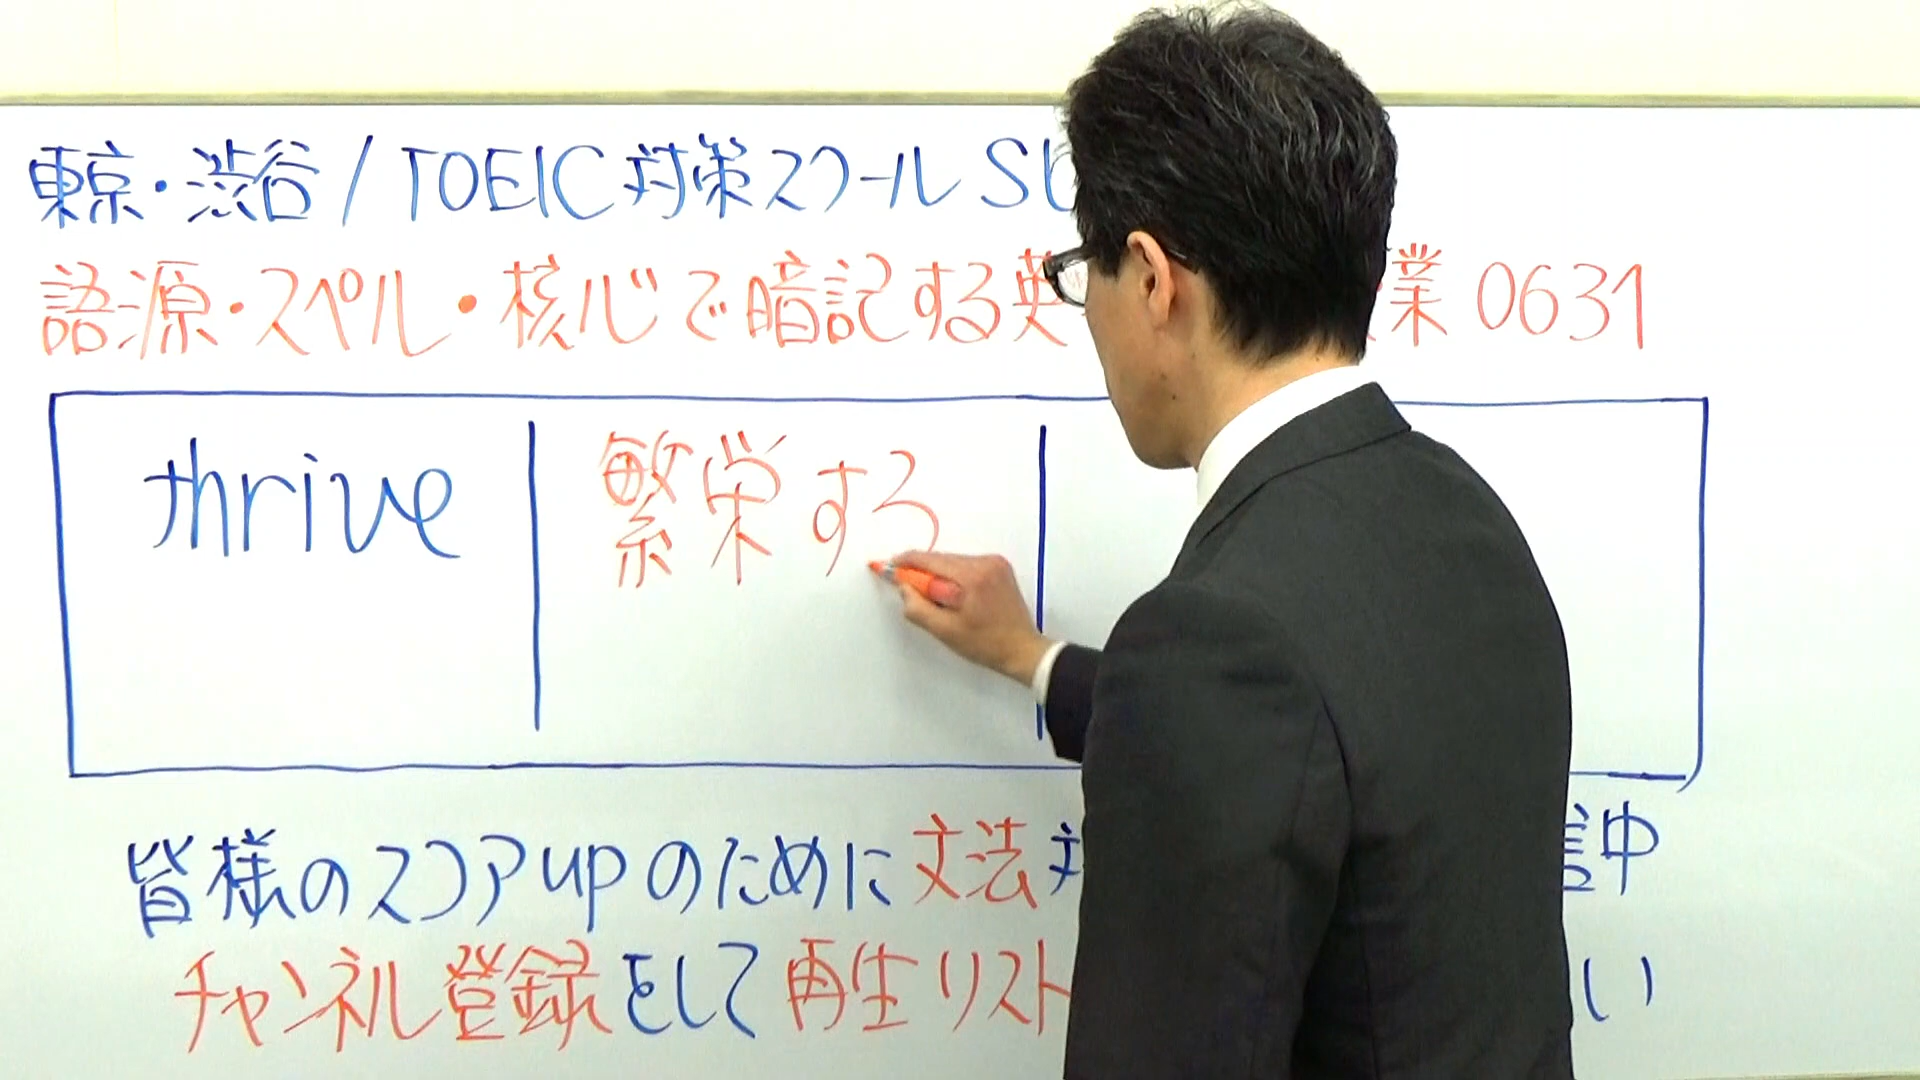 東京・渋谷/TOEIC対策スクール
語源・スペル・核心で暗記する英 業 0631
thrive
繁栄する
皆様のスコアupのために文法 中
チャンネル登録をして再生リスト い